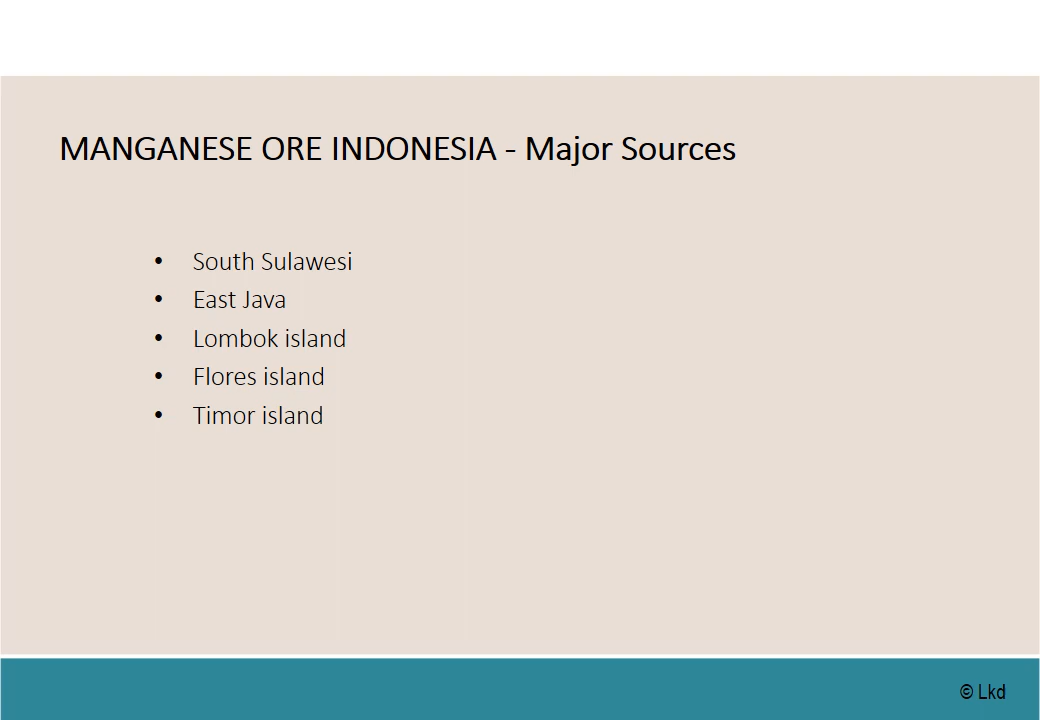 MANGANESE ORE INDONESIA - Major Sources
• South Sulawesi
• East Java
• Lombok island
• Flores island
• Timor island
© Lkd